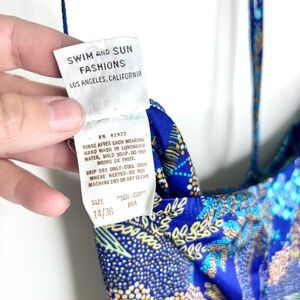 SWIM AND SUN
FASHIONS
LOS ANGELES, CALIFORNIA
RN 41977
RINSE AFTER EACH WEARING
HAND WASH IN LUKEWARM
WATER, MILD SOAP-DO NOT
WRING OR TWIST.
DRIP DRY ONLY-COOL IRON
WHERE NEEDED-DO NOT
MACHINE DRY OR DRY CLEAN
SIZE "SOF-CUP"
14/36 BRA